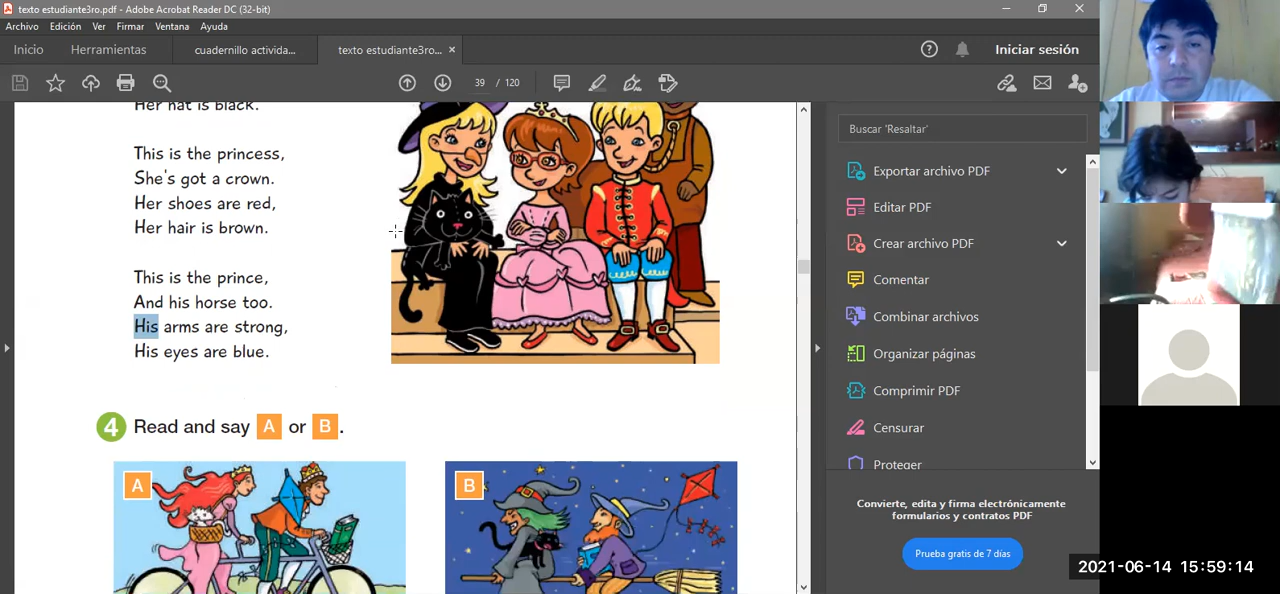 texto estudiante3ro.pdf - Adobe Acrobat Reader DC (32-bit)
Archivo Edición Ver Firmar Ventana Ayuda
Inicio Herramientas cuadernillo activida... texto estudiante3ro... × Iniciar sesión
39 / 120
Her hat is black.
This is the princess,
She's got a crown.
Her shoes are red,
Her hair is brown.
This is the prince,
And his horse too.
His arms are strong,
His eyes are blue.
4 Read and say A or B.
A
B
Buscar 'Resaltar'
Exportar archivo PDF
Editar PDF
Crear archivo PDF
Comentar
Combinar archivos
Organizar páginas
Comprimir PDF
Censurar
Proteger
Convierte, edita y firma electrónicamente
formularios y contratos PDF
Prueba gratis de 7 días
2021-06-14 15:59:14